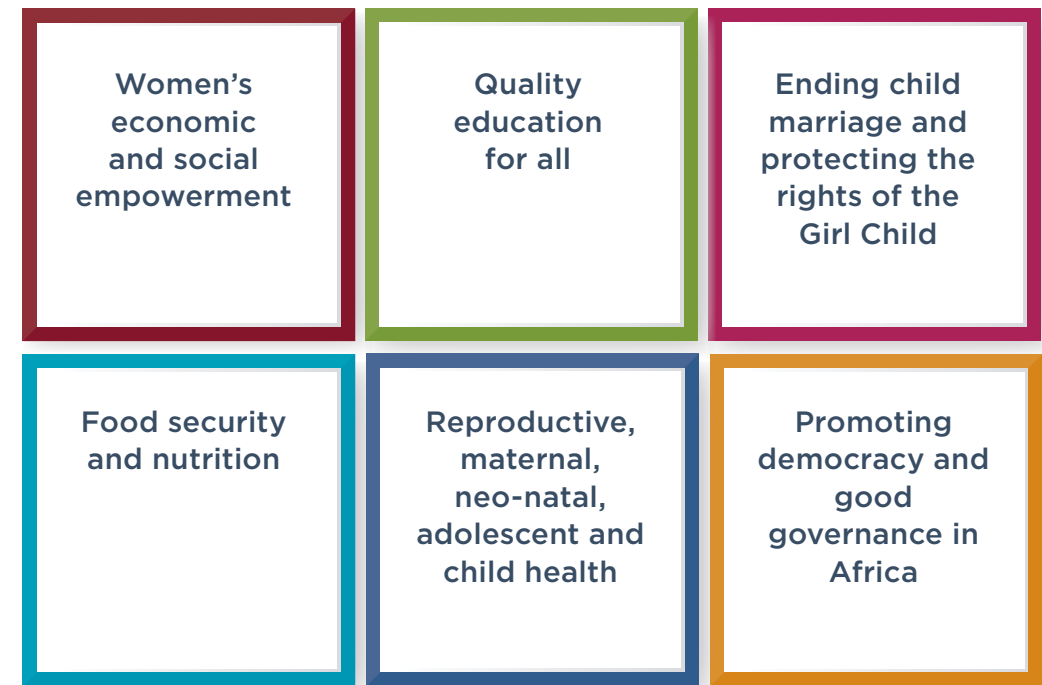 Women’s
economic
and social
empowerment
Quality
education
for all
Ending child
marriage and
protecting the
rights of the
Girl Child
Food security
and nutrition
Reproductive,
maternal,
neo-natal,
adolescent and
child health
Promoting
democracy and
good
governance in
Africa